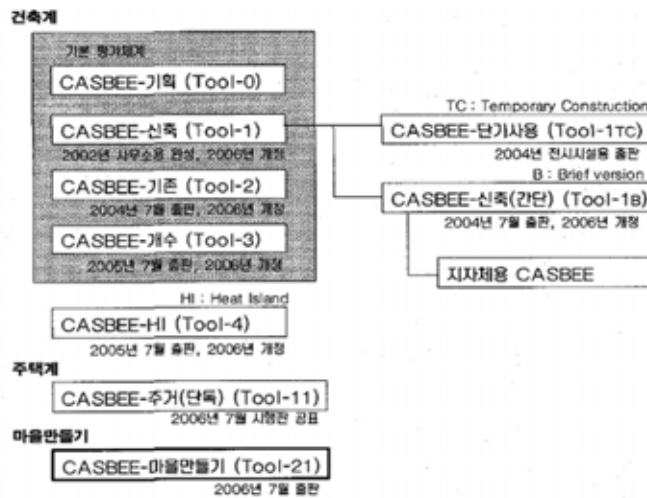 건축계
기본 평가체계
CASBEE-기획 (Tool-0)
CASBEE-신축 (Tool-1)
2002년 사무소용 완성, 2006년 개정
CASBEE-기존 (Tool-2)
2004년 7월 출판, 2006년 개정
CASBEE-개수 (Tool-3)
2005년 7월 출판, 2006년 개정
TC : Temporary Construction
CASBEE-단기사용 (Tool-1TC)
2004년 전시시설용 출판
B : Brief version
CASBEE-신축(간단) (Tool-1B)
2004년 7월 출판, 2006년 개정
지자체용 CASBEE
HI : Heat Island
CASBEE-HI (Tool-4)
2005년 7월 출판, 2006년 개정
주택계
CASBEE-주거(단독) (Tool-11)
2006년 7월 시행판 공표
마을만들기
CASBEE-마을만들기 (Tool-21)
2006년 7월 출판